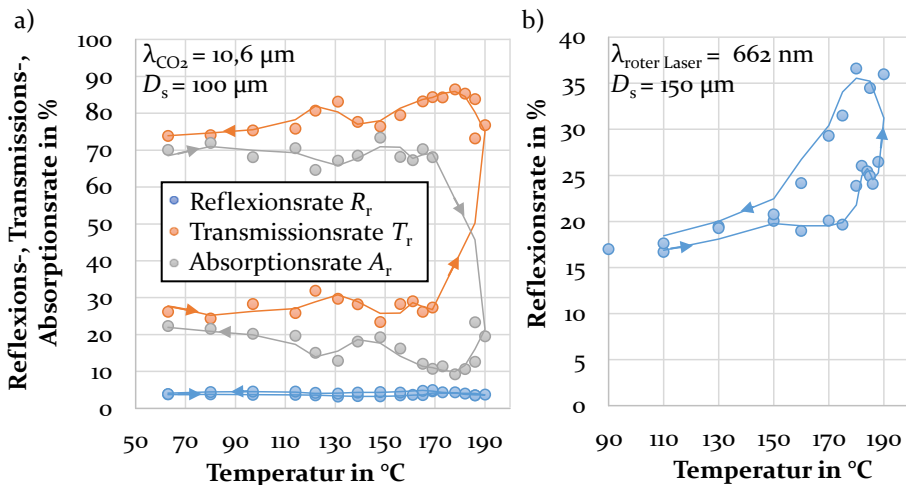 a)
Reflexions-, Transmissions-,
Absorptionsrate in %
100
90
80
70
60
50
40
30
20
10
0
λCO2 = 10,6 µm
Ds = 100 µm
Reflexionsrate Rr
Transmissionsrate Tr
Absorptionsrate Ar
50 70 90 110 130 150 170 190
Temperatur in °C
b)
Reflexionsrate in %
40
35
30
25
20
15
10
5
0
λroter Laser = 662 nm
Ds = 150 µm
90 110 130 150 170 190
Temperatur in °C